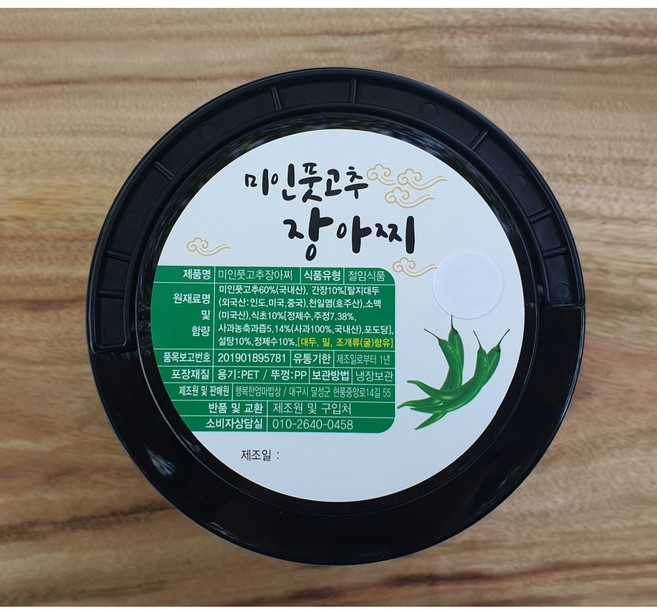 미인풋고추
장아찌
제품명 미인풋고추장아찌 식품유형 절임식품
원재료명 및 함량 미인풋고추60%(국내산), 간장10%[탈지대두
(외국산:인도,미국,중국),천일염(호주산),소맥
(미국산),식초10%[정제수,주정7.38%,
사과농축과즙5.14%(사과100%,국내산),포도당],
설탕10%,정제수10%,[대두, 밀, 조개류(굴)함유]
품목보고번호 201901895781 유통기한 제조일로부터 1년
포장재질 용기:PET / 뚜껑:PP 보관방법 냉장보관
제조원 및 판매원 행복한엄마밥상 / 대구시 달성군 현풍중앙로14길 55
반품 및 교환 제조원 및 구입처
소비자상담실 010-2640-0458
제조일 :